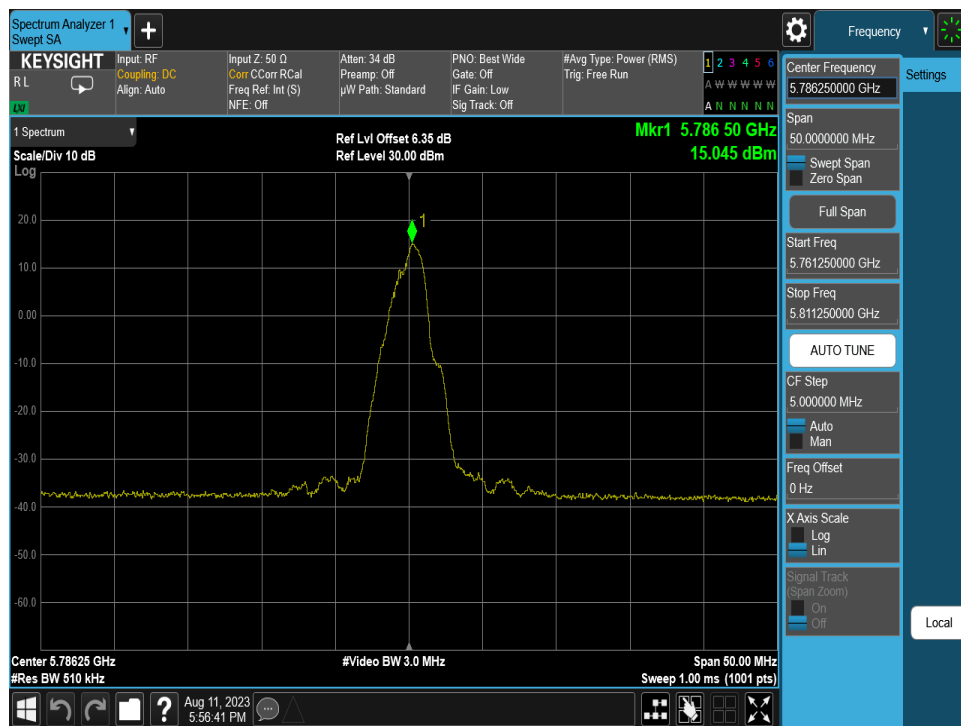 Spectrum Analyzer 1
Swept SA
Frequency
KEYSIGHT
R L
LXI
Input: RF
Coupling: DC
Align: Auto
Input Z: 50 Ω
Corr CCorr RCal
Freq Ref: Int (S)
NFE: Off
Atten: 34 dB
Preamp: Off
µW Path: Standard
PNO: Best Wide
Gate: Off
IF Gain: Low
Sig Track: Off
#Avg Type: Power (RMS)
Trig: Free Run
1 2 3 4 5 6
A W W W W W
A N N N N N
1 Spectrum
Scale/Div 10 dB
Log
Ref Lvl Offset 6.35 dB
Ref Level 30.00 dBm
Mkr1 5.786 50 GHz
15.045 dBm
1
20.0
10.0
0.00
-10.0
-20.0
-30.0
-40.0
-50.0
-60.0
Center 5.78625 GHz
#Res BW 510 kHz
#Video BW 3.0 MHz
Span 50.00 MHz
Sweep 1.00 ms (1001 pts)
Center Frequency
5.786250000 GHz
Span
50.0000000 MHz
Swept Span
Zero Span
Full Span
Start Freq
5.761250000 GHz
Stop Freq
5.811250000 GHz
AUTO TUNE
CF Step
5.000000 MHz
Auto
Man
Freq Offset
0 Hz
X Axis Scale
Log
Lin
Signal Track
(Span Zoom)
On
Off
Settings
Local
?
Aug 11, 2023
5:56:41 PM